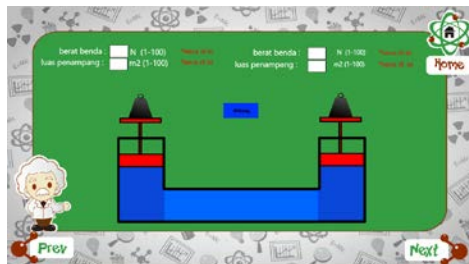 berat benda : N (1-100)
luas penampang : m2 (1-100)
berat benda : N (1-100)
luas penampang : m2 (1-100)
Home
Prev
Next